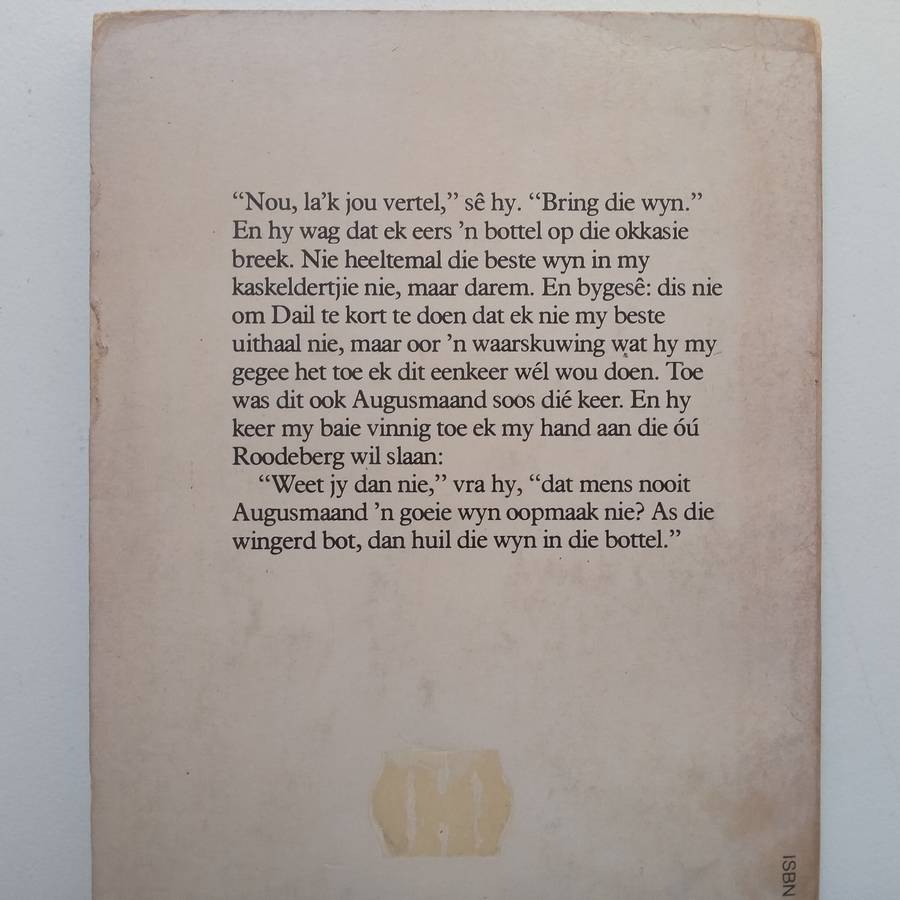 “Nou, la’k jou vertel,” sê hy. “Bring die wyn.”
En hy wag dat ek eers ’n bottel op die okkasie
breek. Nie heeltemal die beste wyn in my
kaskeldertjie nie, maar darem. En bygesê: dis nie
om Dail te kort te doen dat ek nie my beste
uithaal nie, maar oor ’n waarskuwing wat hy my
gegee het toe ek dit eenkeer wél wou doen. Toe
was dit ook Augusmaand soos dié keer. En hy
keer my baie vinnig toe ek my hand aan die óú
Roodeberg wil slaan:
“Weet jy dan nie,” vra hy, “dat mens nooit
Augusmaand ’n goeie wyn oopmaak nie? As die
wingerd bot, dan huil die wyn in die bottel.”
ISBN